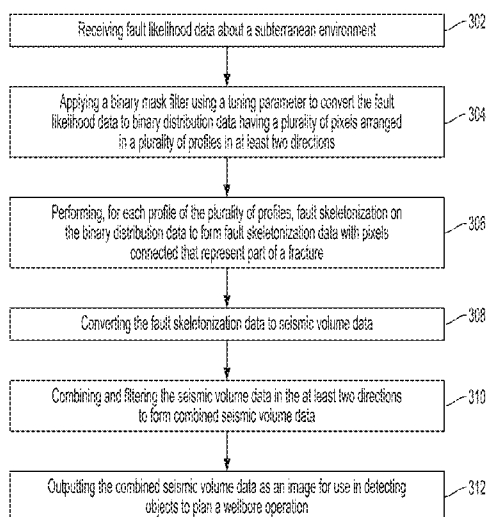 Receiving fault likelihood data about a subterranean environment
302
Applying a binary mask filter using a tuning parameter to convert the fault
likelihood data to binary distribution data having a plurality of pixels arranged
in a plurality of profiles in at least two directions
304
Performing, for each profile of the plurality of profiles, fault skeletonization on
the binary distribution data to form fault skeletonization data with pixels
connected that represent part of a fracture
306
Converting the fault skeletonization data to seismic volume data
308
Combining and filtering the seismic volume data in the at least two directions
to form combined seismic volume data
310
Outputting the combined seismic volume data as an image for use in detecting
objects to plan a wellbore operation
312